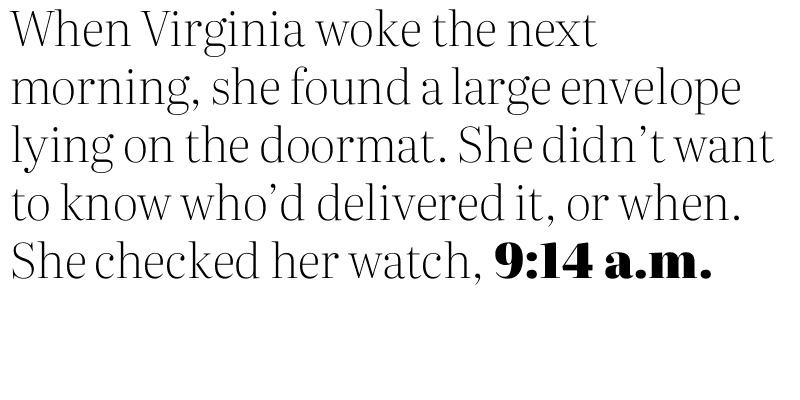 When Virginia woke the next
morning, she found a large envelope
lying on the doormat. She didn’t want
to know who’d delivered it, or when.
She checked her watch, 9:14 a.m.